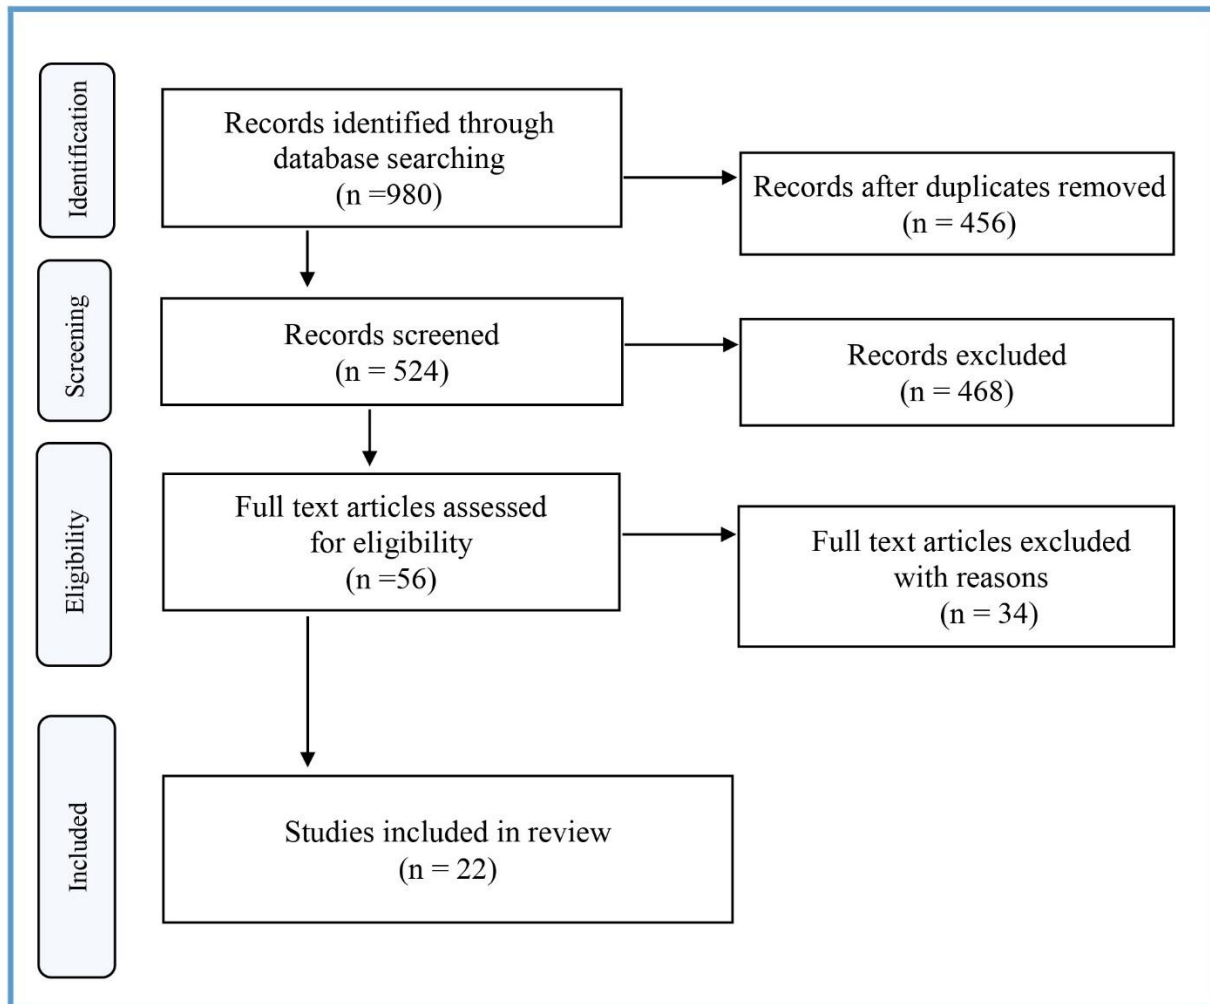 Identification
Records identified through
database searching
(n =980)
Records after duplicates removed
(n = 456)
Screening
Records screened
(n = 524)
Records excluded
(n = 468)
Eligibility
Full text articles assessed
for eligibility
(n =56)
Full text articles excluded
with reasons
(n = 34)
Included
Studies included in review
(n = 22)